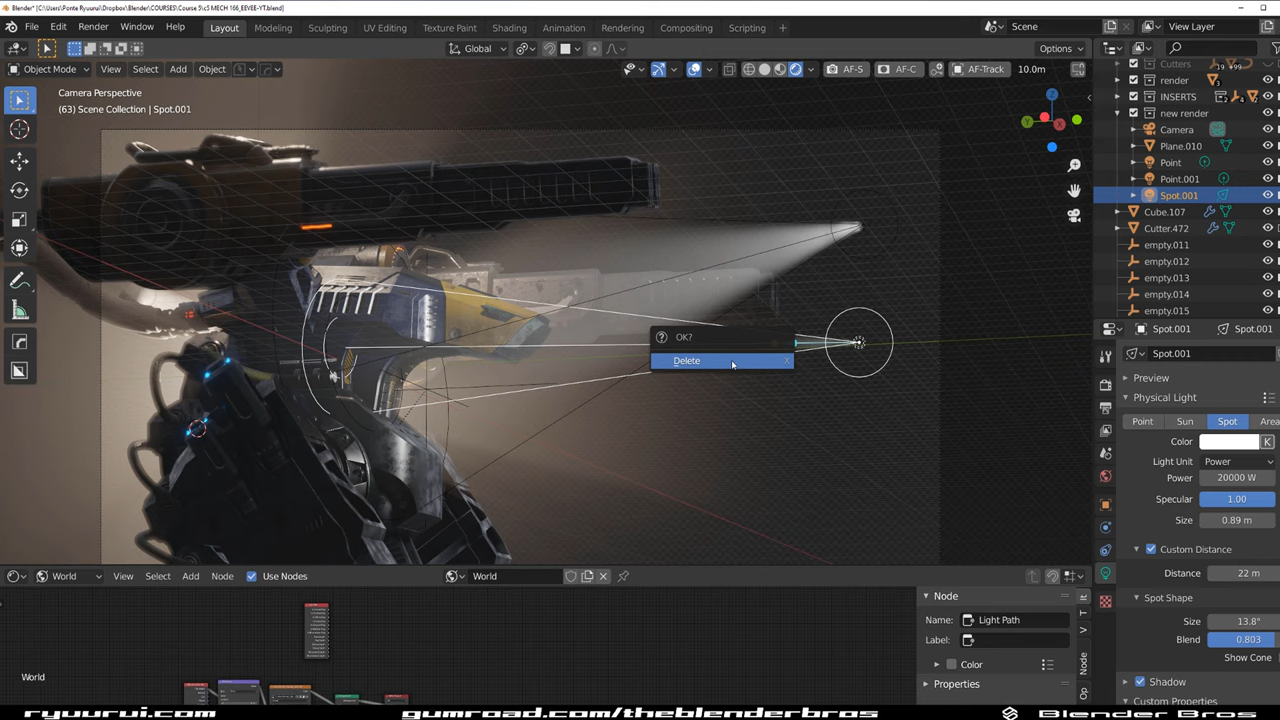 Blender* [C:\Users\Ponte Ryuurui\Dropbox\BLENDER\COURSES\Course 9\c5 MECH 166_EEVEE-YT.blend]
File Edit Render Window Help Layout Modeling Sculpting UV Editing Texture Paint Shading Animation Rendering Compositing Scripting + Scene View Layer
Global Options
Object Mode View Select Add Object AF-S AF-C AF-Track 10.0m
Camera Perspective
(63) Scene Collection | Spot.001
Cutters 19 +99
render 3
INSERTS 2 4 2
new render
Camera
Plane.010
Point
Point.001
Spot.001
Cube.107
Cutter.472
empty.011
empty.012
empty.013
empty.014
empty.015
Z
Y
X
OK?
Delete X
Spot.001 Spot.001
Spot.001
Preview
Physical Light
Point Sun Spot Area
Color K
Light Unit Power
Power 20000 W
Specular 1.00
Size 0.89 m
Custom Distance
Distance 22 m
Spot Shape
Size 13.8°
Blend 0.803
Show Cone
Shadow
Custom Properties
World View Select Add Node Use Nodes World
Node
Name: Light Path
Label:
Color
Properties
Node
Op
World
ryuurui.com gumroad.com/theblenderbros Blender Bros